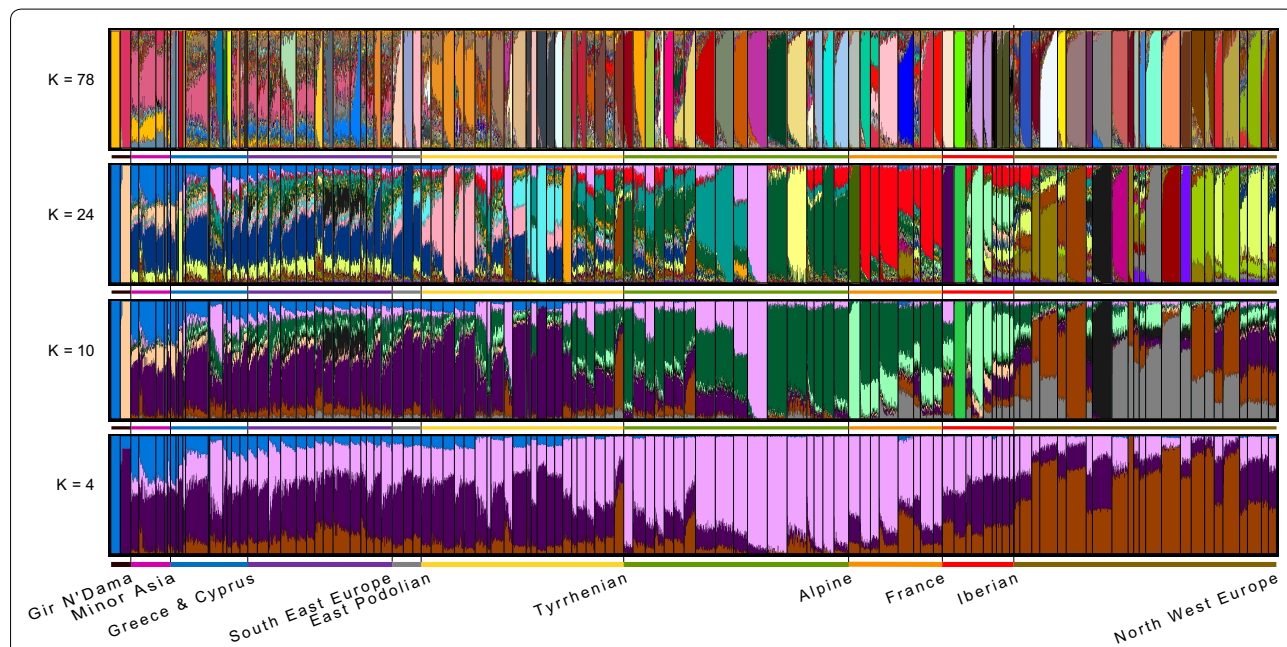 K = 78
K = 24
K = 10
K = 4
Gir N'Dama
Minor Asia
Greece & Cyprus
South East Europe
East Podolian
Tyrrhenian
Alpine
France
Iberian
North West Europe